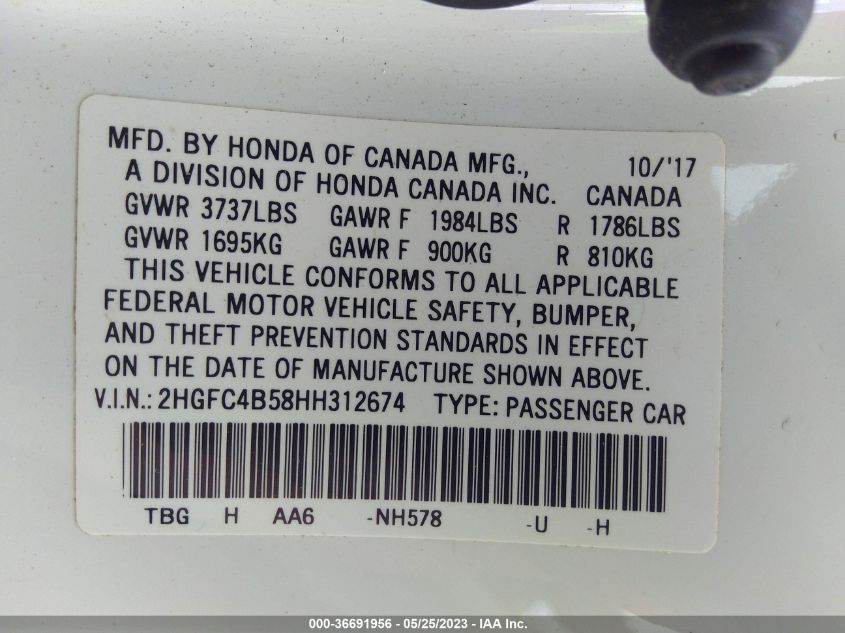 MFD. BY HONDA OF CANADA MFG., 10/'17
A DIVISION OF HONDA CANADA INC. CANADA
GVWR 3737LBS GAWR F 1984LBS R 1786LBS
GVWR 1695KG GAWR F 900KG R 810KG
THIS VEHICLE CONFORMS TO ALL APPLICABLE
FEDERAL MOTOR VEHICLE SAFETY, BUMPER,
AND THEFT PREVENTION STANDARDS IN EFFECT
ON THE DATE OF MANUFACTURE SHOWN ABOVE.
V.I.N.: 2HGFC4B58HH312674 TYPE: PASSENGER CAR
TBG H AA6 -NH578 -U -H
000-36691956 - 05/25/2023 - IAA Inc.